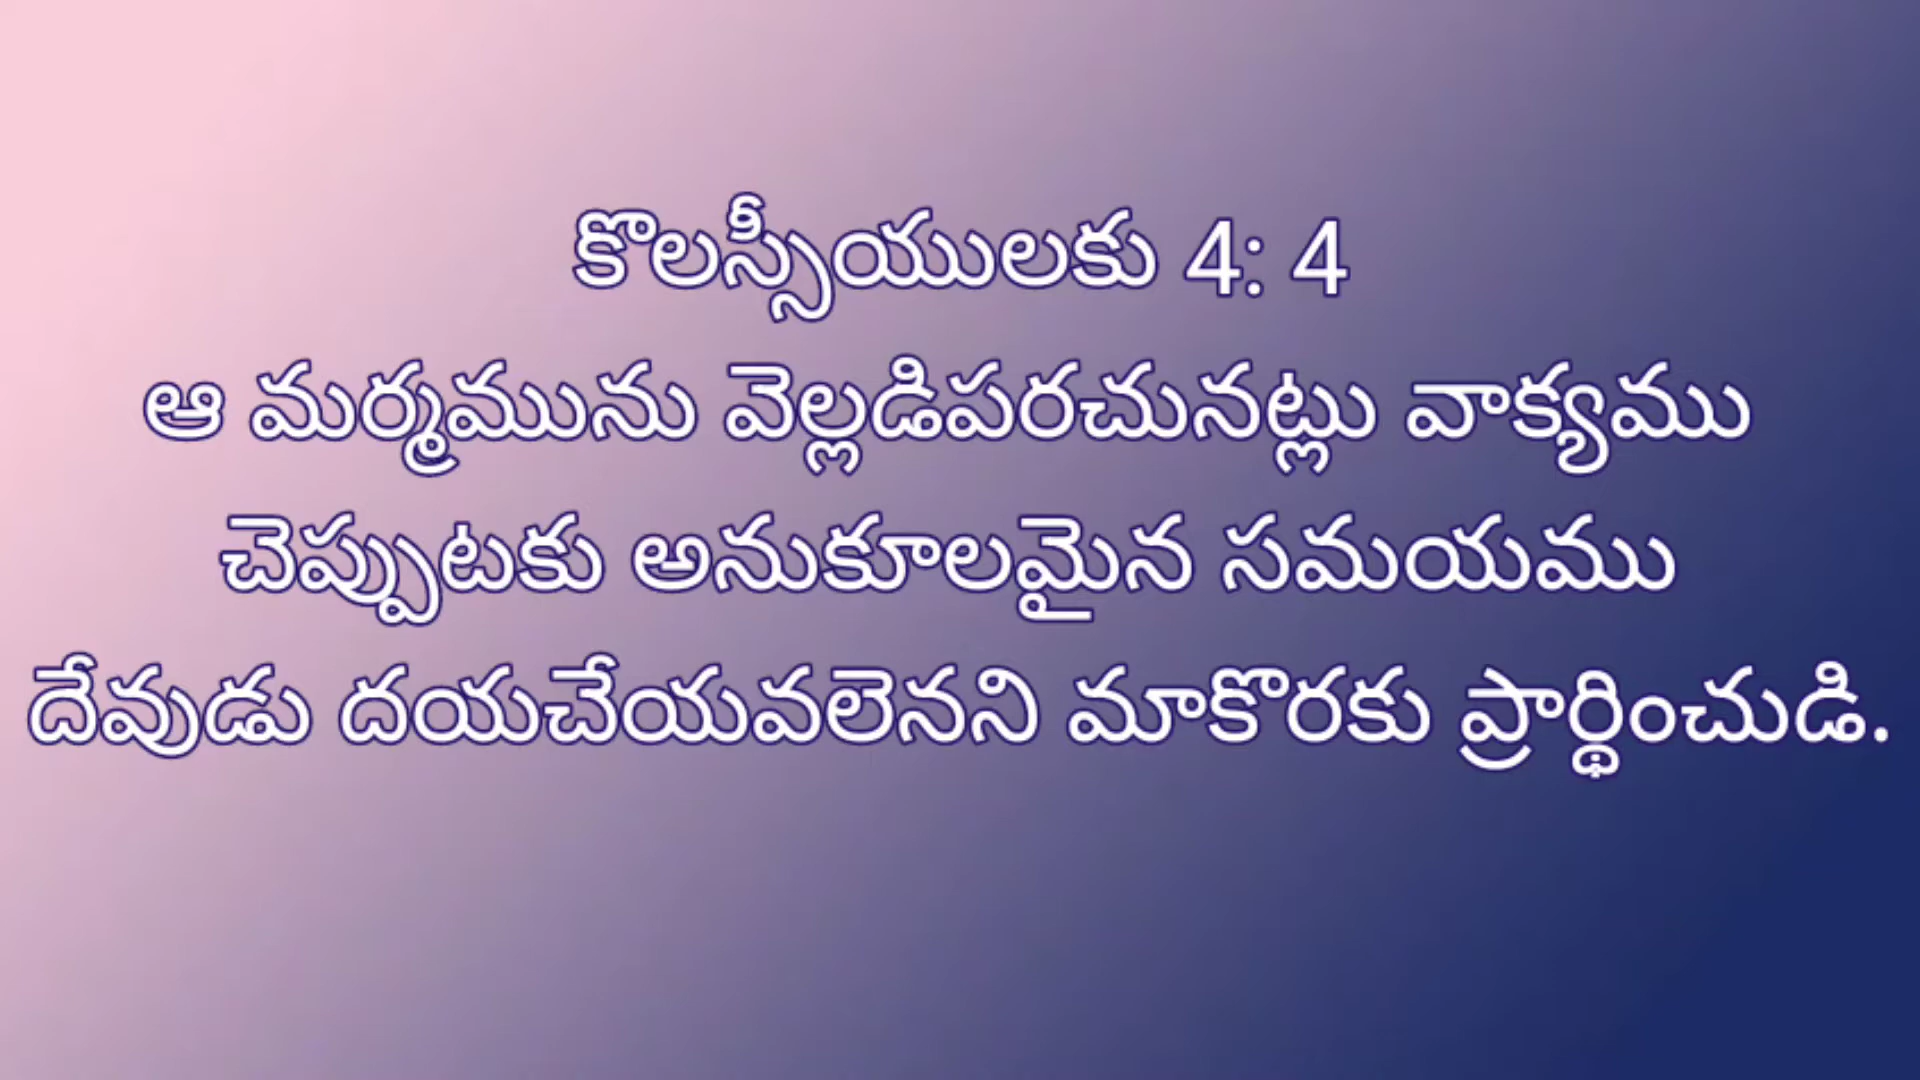 కొలస్సీయులకు 4: 4
ఆ మర్మమును వెల్లడిపరచునట్లు వాక్యము
చెప్పుటకు అనుకూలమైన సమయము
దేవుడు దయచేయవలెనని మాకొరకు ప్రార్థించుడి.